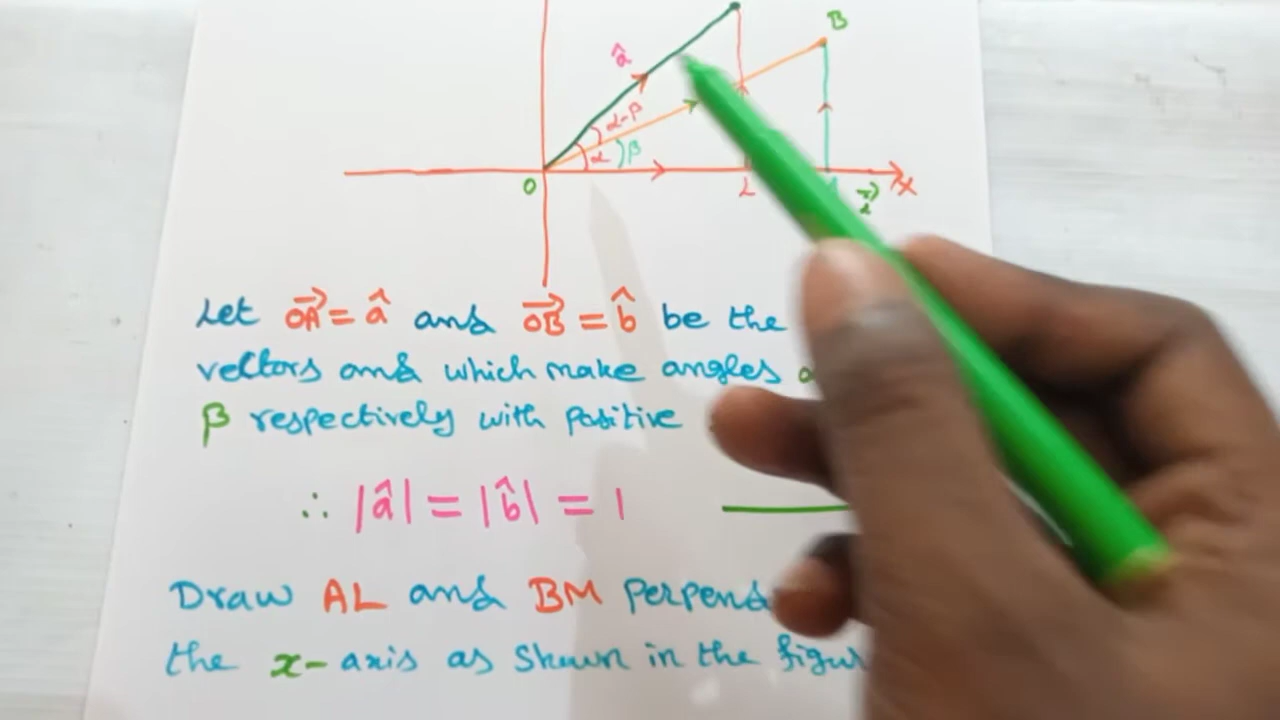 B
â
α-β
α
β
O
L
x
Let OA⃗ = â and OB⃗ = b̂ be the
vectors and which make angles
β respectively with positive
∴ |â| = |b̂| = 1
Draw AL and BM perpend
the x-axis as shown in the figur